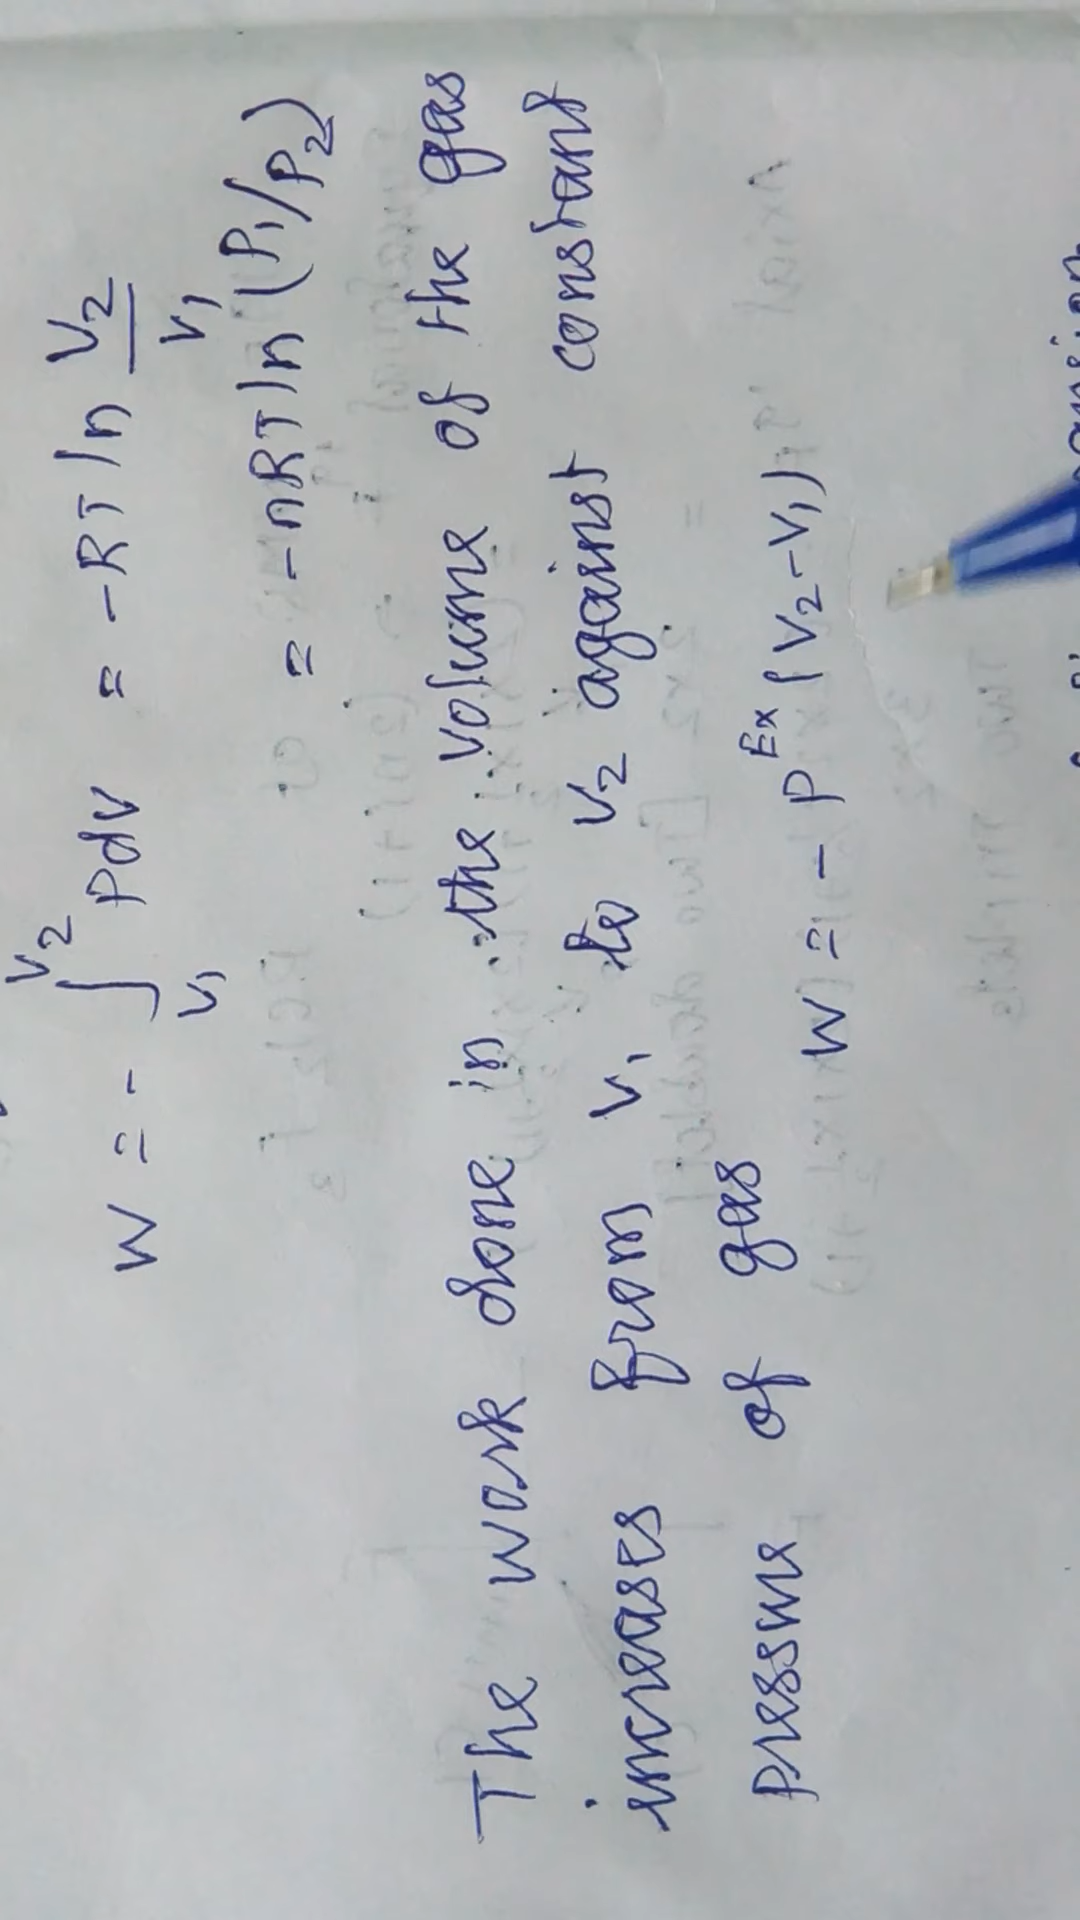 W = - ∫V₁^V₂ PdV = -RT ln V₂/V₁
= -nRT ln (P₁/P₂)
The work done in the volume of the gas
increases from V₁ to V₂ against constant
pressure of gas
W = - P^Ex (V₂-V₁)